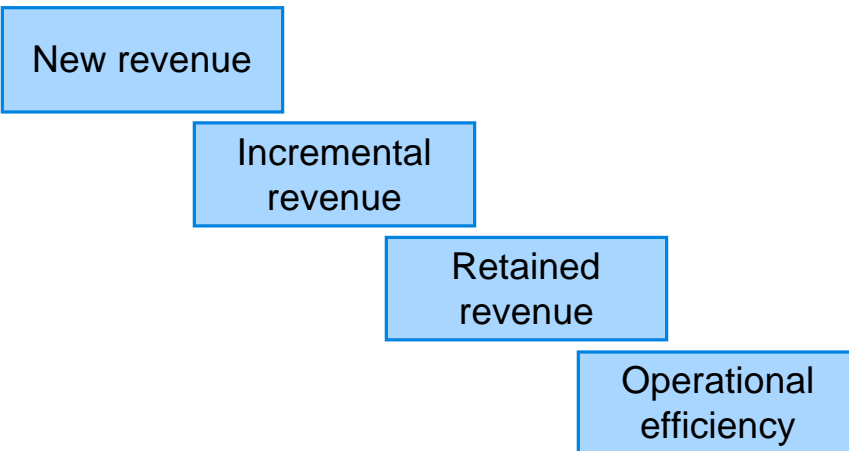 New revenue
Incremental
revenue
Retained
revenue
Operational
efficiency